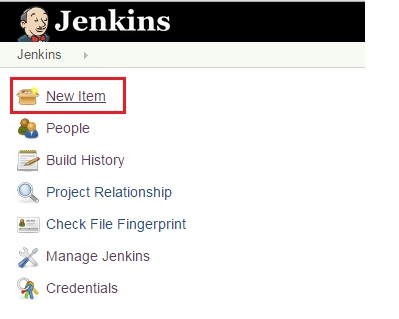 Jenkins
Jenkins
New Item
People
Build History
Project Relationship
Check File Fingerprint
Manage Jenkins
Credentials